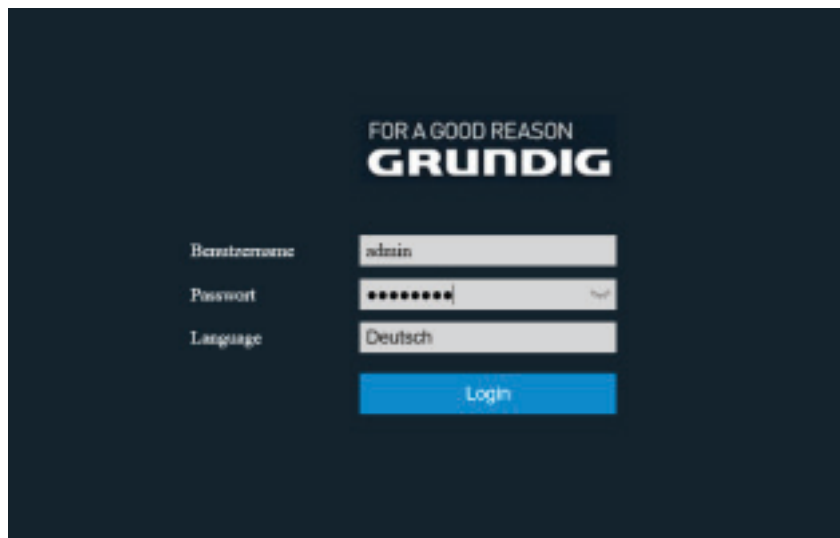 FOR A GOOD REASON
GRUNDIG
Benutzername admin
Passwort ••••••••
Language Deutsch
Login